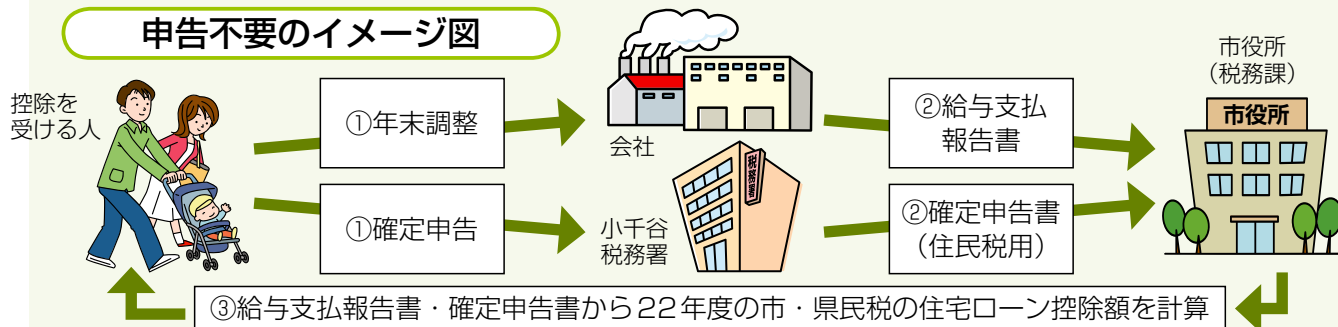 申告不要のイメージ図
控除を
受ける人
①年末調整
会社
②給与支払
報告書
市役所
（税務課）
市役所
①確定申告
小千谷
税務署
税務署
②確定申告書
（住民税用）
③給与支払報告書・確定申告書から22年度の市・県民税の住宅ローン控除額を計算